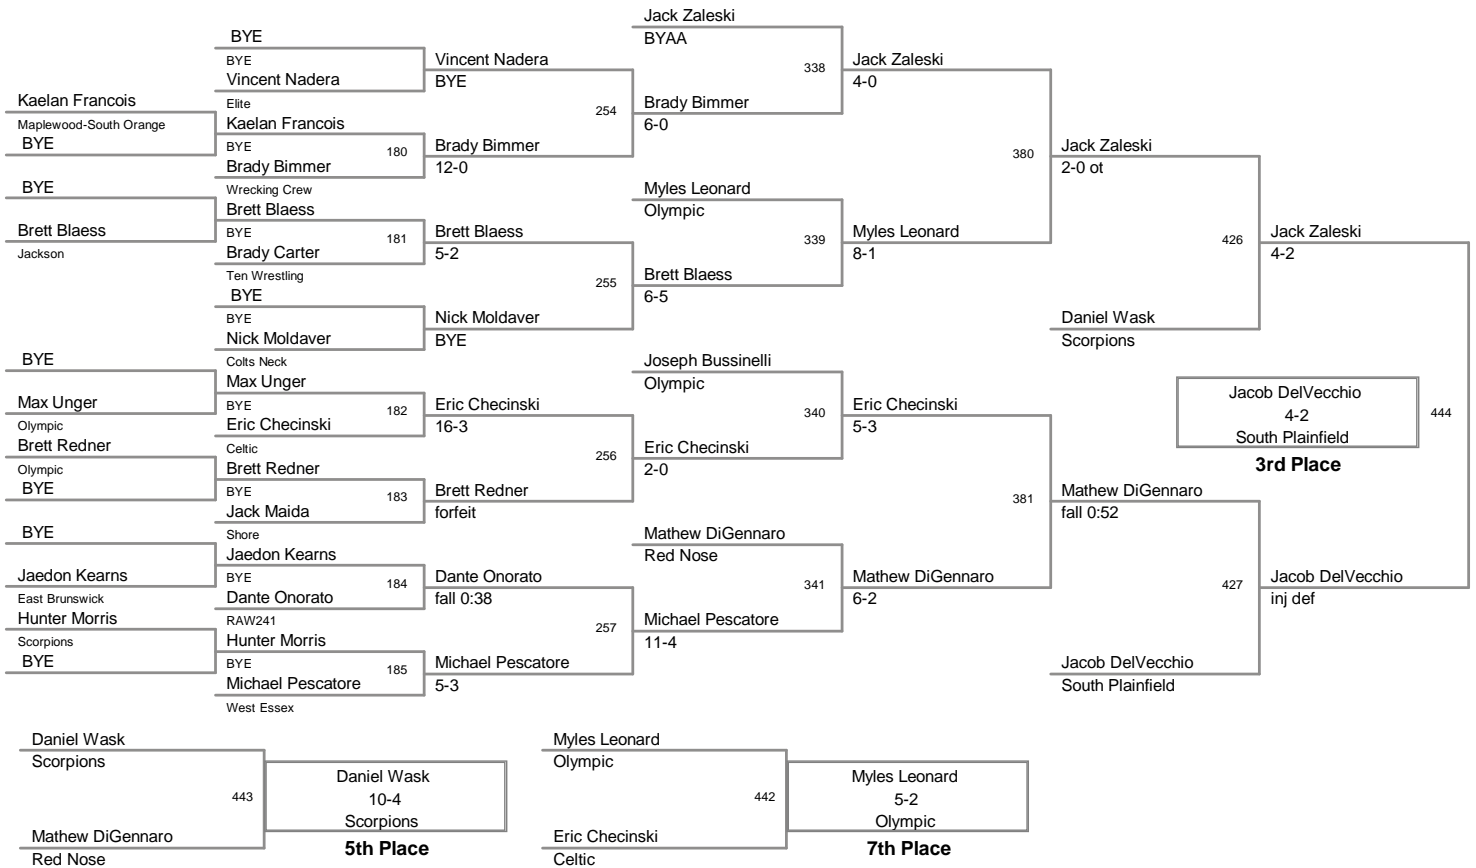 Kaelan Francois
Maplewood-South Orange
BYE
BYE
Brett Blaess
Jackson
BYE
Max Unger
Olympic
Brett Redner
Olympic
BYE
BYE
Jaedon Kearns
East Brunswick
Hunter Morris
Scorpions
BYE
BYE
BYE
Vincent Nadera
Elite
Kaelan Francois
BYE
180
Brady Bimmer
Wrecking Crew
Brett Blaess
BYE
181
Brady Carter
Ten Wrestling
BYE
BYE
Nick Moldaver
Colts Neck
Max Unger
BYE
182
Eric Checinski
Celtic
Brett Redner
BYE
183
Jack Maida
Shore
Jaedon Kearns
BYE
184
Dante Onorato
RAW241
Hunter Morris
BYE
185
Michael Pescatore
West Essex
Vincent Nadera
BYE
254
Brady Bimmer
12-0
Brett Blaess
5-2
255
Nick Moldaver
BYE
Eric Checinski
16-3
256
Brett Redner
forfeit
Dante Onorato
fall 0:38
257
Michael Pescatore
5-3
Jack Zaleski
BYAA
338
Brady Bimmer
6-0
Myles Leonard
Olympic
339
Brett Blaess
6-5
Joseph Bussinelli
Olympic
340
Eric Checinski
2-0
Mathew DiGennaro
Red Nose
341
Michael Pescatore
11-4
Jack Zaleski
4-0
380
Myles Leonard
8-1
Eric Checinski
5-3
381
Mathew DiGennaro
6-2
Jack Zaleski
2-0 ot
426
Daniel Wask
Scorpions
Mathew DiGennaro
fall 0:52
427
Jacob DelVecchio
South Plainfield
Jack Zaleski
4-2
Jacob DelVecchio
4-2
444
South Plainfield
3rd Place
Jacob DelVecchio
inj def
Daniel Wask
Scorpions
443
Mathew DiGennaro
Red Nose
Daniel Wask
10-4
Scorpions
5th Place
Myles Leonard
Olympic
442
Eric Checinski
Celtic
Myles Leonard
5-2
Olympic
7th Place